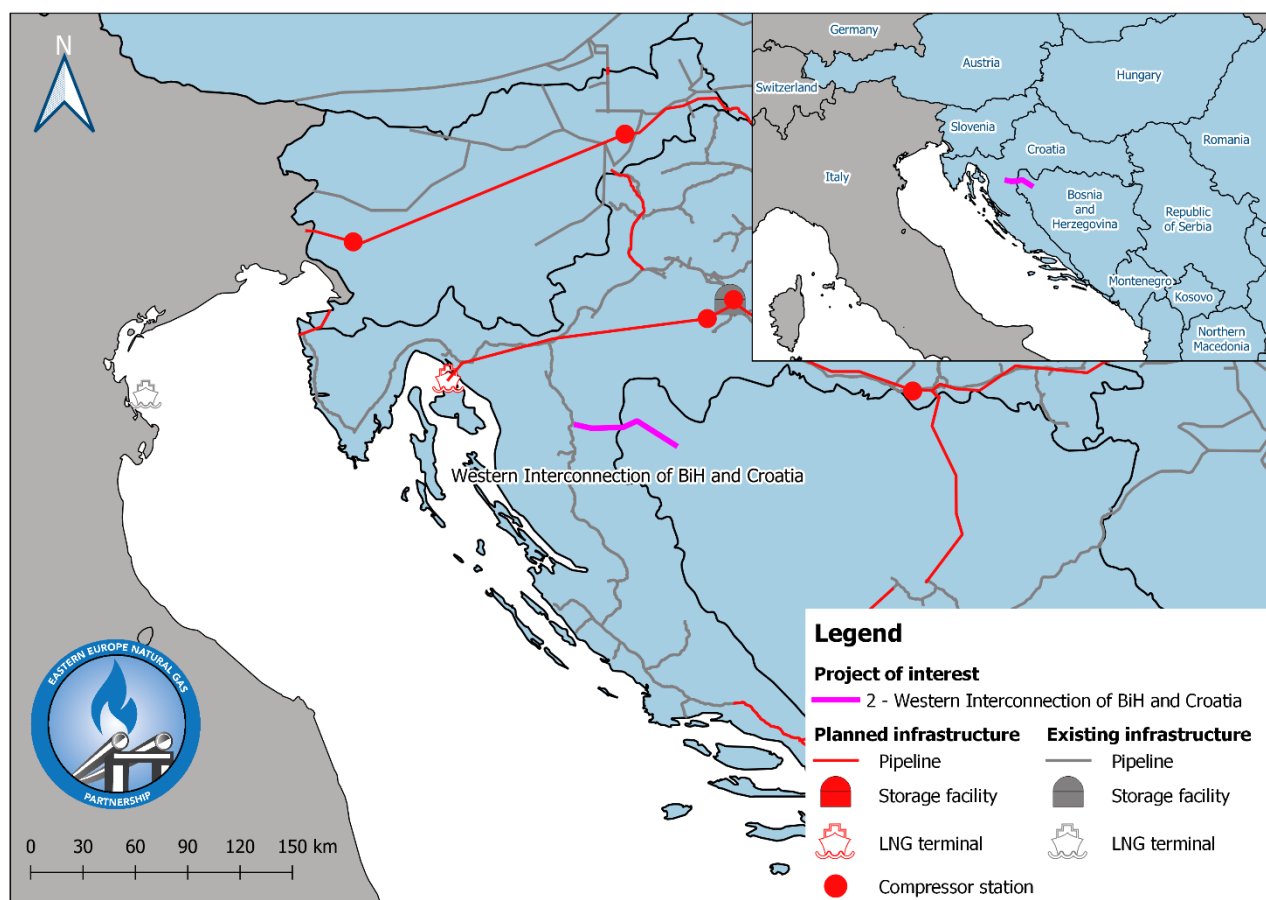 N
Germany
Switzerland
Austria
Hungary
Slovenia
Croatia
Romania
Italy
Bosnia
and
Herzegovina
Republic
of Serbia
Montenegro
Kosovo
Northern
Macedonia
Western Interconnection of BiH and Croatia
EASTERN EUROPE NATURAL GAS
PARTNERSHIP
0 30 60 90 120 150 km
Legend
Project of interest
2 - Western Interconnection of BiH and Croatia
Planned infrastructure
Pipeline
Storage facility
LNG terminal
Compressor station
Existing infrastructure
Pipeline
Storage facility
LNG terminal